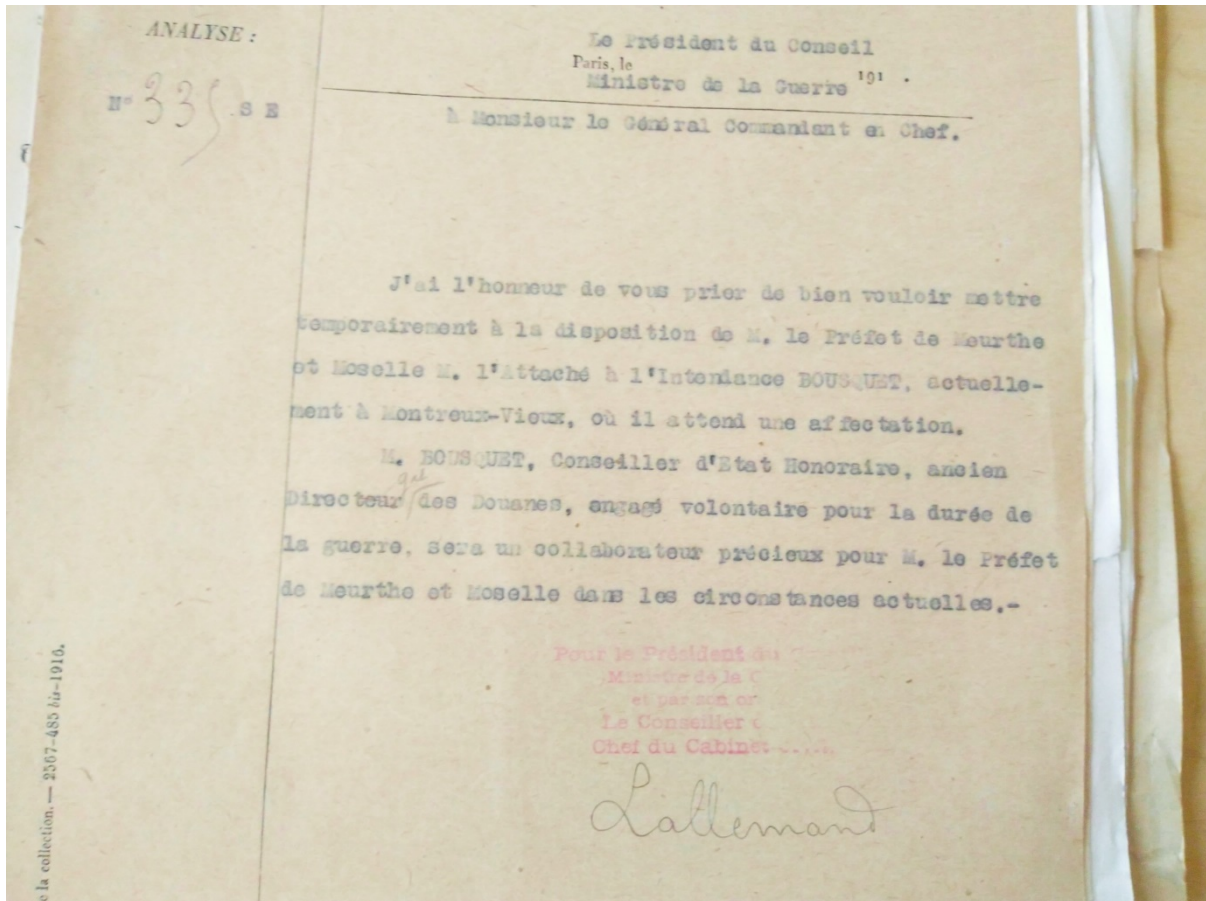 ANALYSE :
N° 335 .S E
Le Président du Conseil
Paris, le
Ministre de la Guerre 191 .
à Monsieur le Général Commandant en Chef.
J'ai l'honneur de vous prier de bien vouloir mettre
temporairement à la disposition de M. le Préfet de Meurthe
et Moselle M. l'Attaché à l'Intendance BOUSQUET, actuelle-
ment à Montreux-Vieux, où il attend une affectation.
M. BOUSQUET, Conseiller d'Etat Honoraire, ancien
gal
Directeur des Douanes, engagé volontaire pour la durée de
la guerre, sera un collaborateur précieux pour M. le Préfet
de Meurthe et Moselle dans les circonstances actuelles.-
Pour le Président du
Ministre de la
et par son
Le Conseiller
Chef du Cabinet
Lallemand
la collection. — 2567-485 bis-1916.